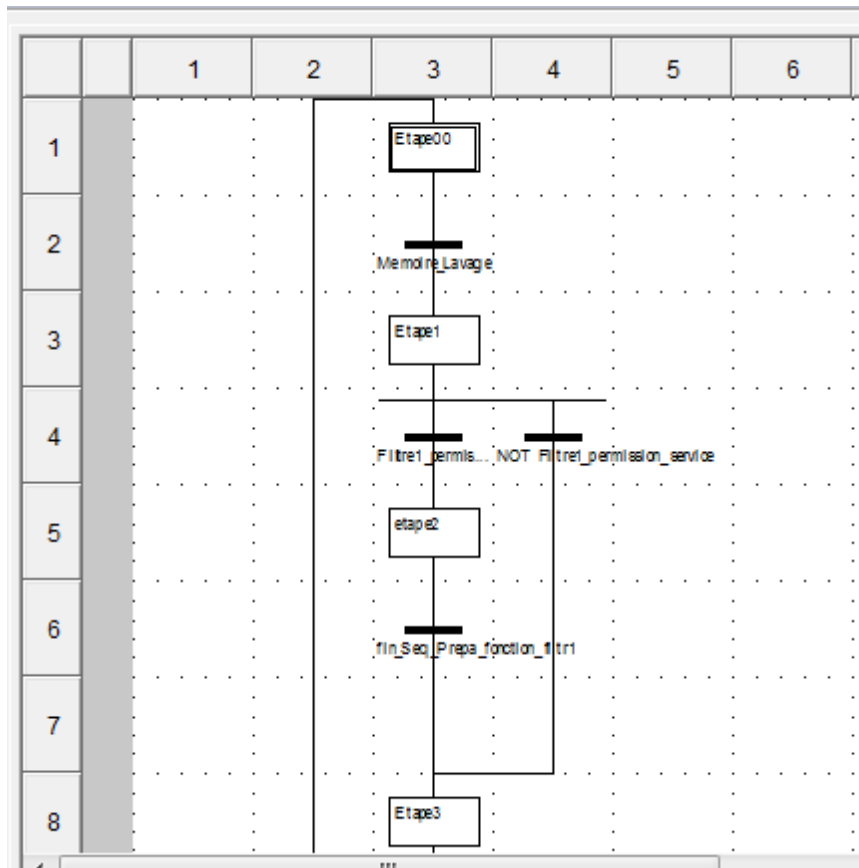 1 2 3 4 5 6
1
Etape00
2
Memoire_Lavage
3
Etape1
4
Filtre1_permis... NOT Filtre1_permission_service
5
etape2
6
fin_Seq_Prepa_fonction_filtr1
7
8
Etape3